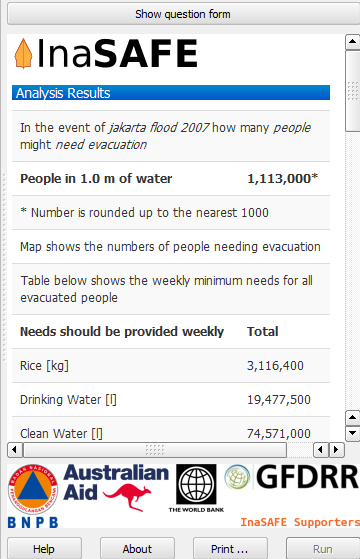 Show question form
InaSAFE
Analysis Results
In the event of jakarta flood 2007 how many people
might need evacuation
People in 1.0 m of water 1,113,000*
* Number is rounded up to the nearest 1000
Map shows the numbers of people needing evacuation
Table below shows the weekly minimum needs for all
evacuated people
Needs should be provided weekly Total
Rice [kg] 3,116,400
Drinking Water [l] 19,477,500
Clean Water [l] 74,571,000
Australian
Aid
THE WORLD BANK
GFDRR
BNPB
InaSAFE Supporters
Help About Print ... Run